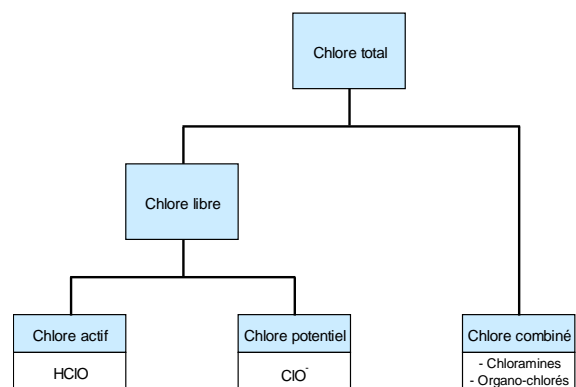 Chlore total
Chlore libre
Chlore actif
HClO
Chlore potentiel
ClO⁻
Chlore combiné
- Chloramines
- Organo-chlorés